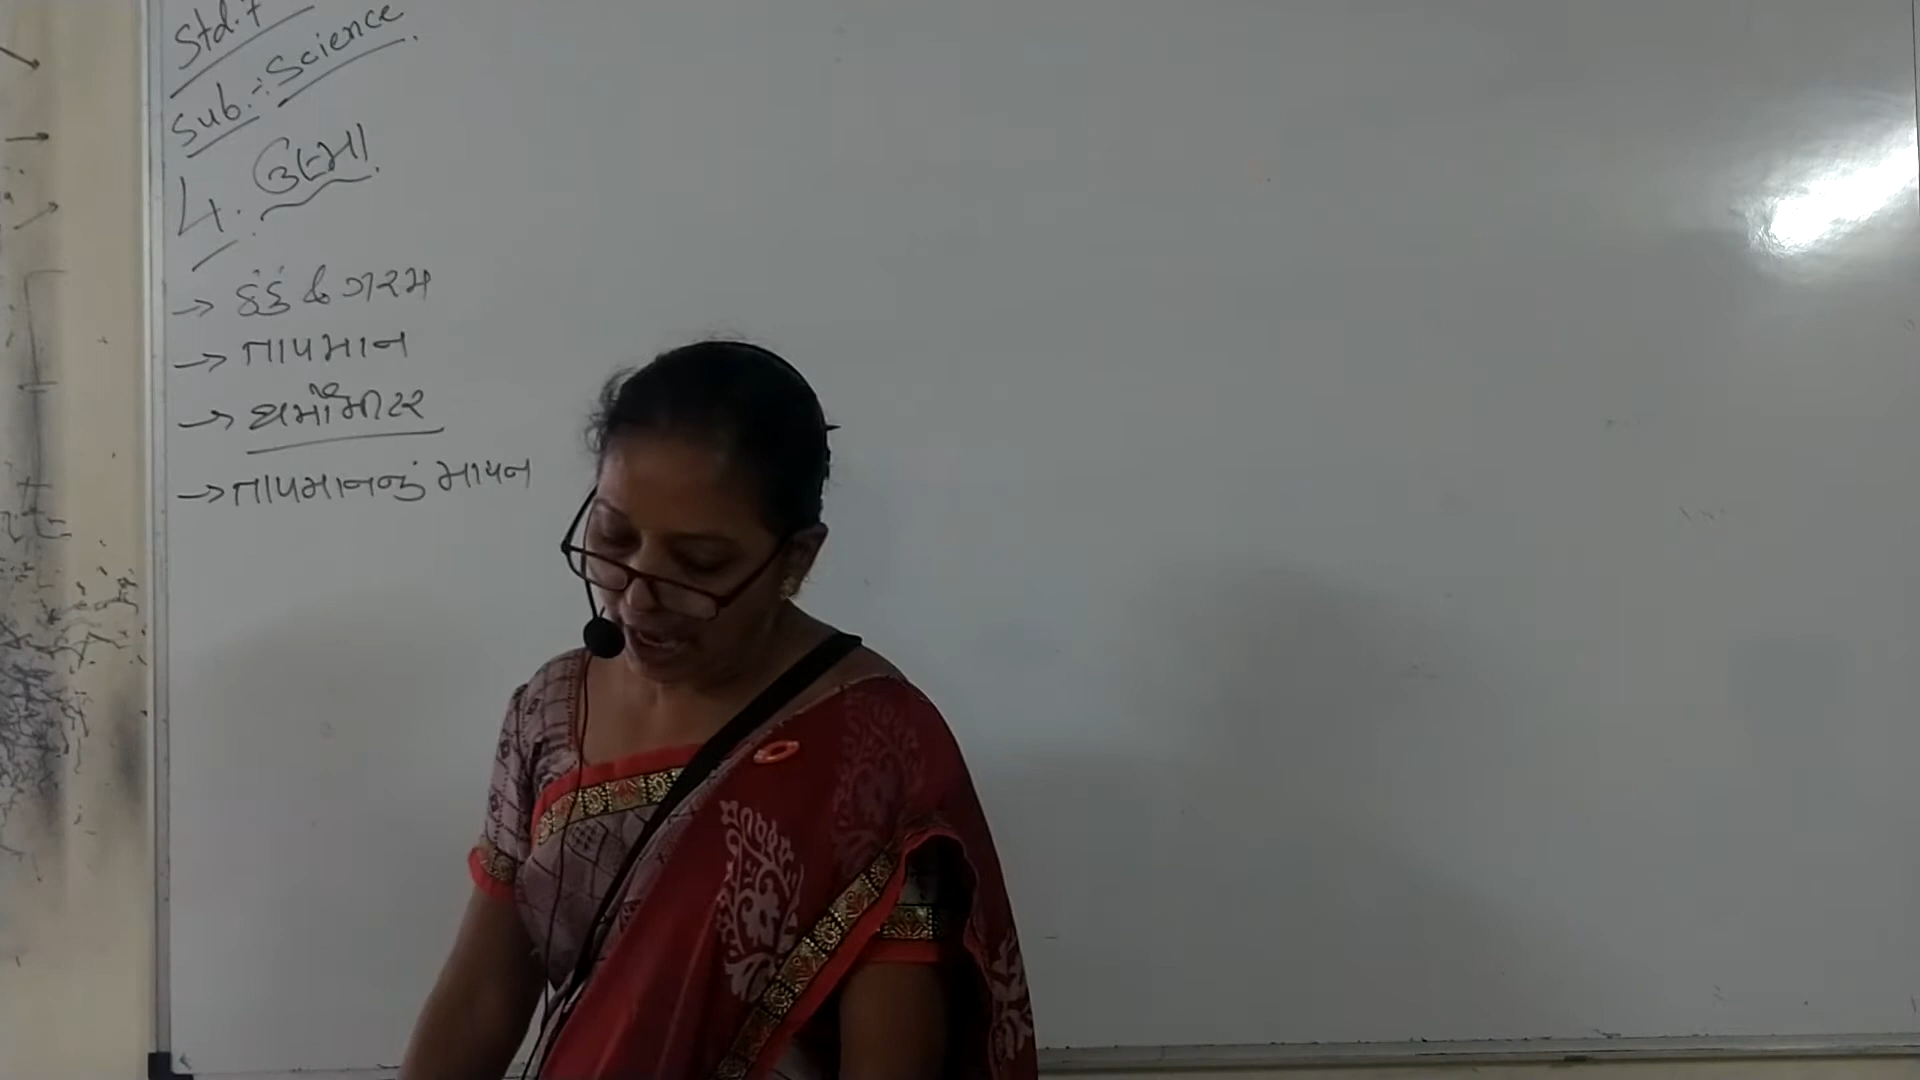 Std. 7
Sub. :- Science.
4. ઉષ્મા.
→ ઠંડું કે ગરમ
→ તાપમાન
→ થર્મોમીટર
→ તાપમાનનું માપન